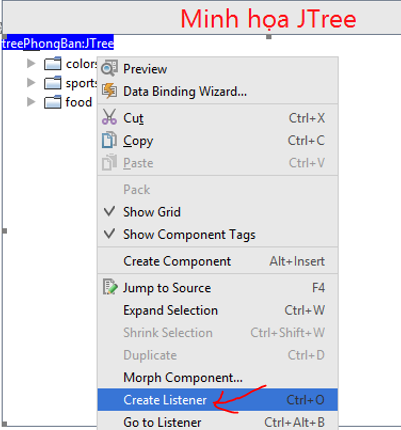 Minh họa JTree
treePhongBan:JTree
colors
sports
food
Preview
Data Binding Wizard...
Cut Ctrl+X
Copy Ctrl+C
Paste Ctrl+V
Pack
Show Grid
Show Component Tags
Create Component Alt+Insert
Jump to Source F4
Expand Selection Ctrl+W
Shrink Selection Ctrl+Shift+W
Duplicate Ctrl+D
Morph Component...
Create Listener Ctrl+O
Go to Listener Ctrl+Alt+B